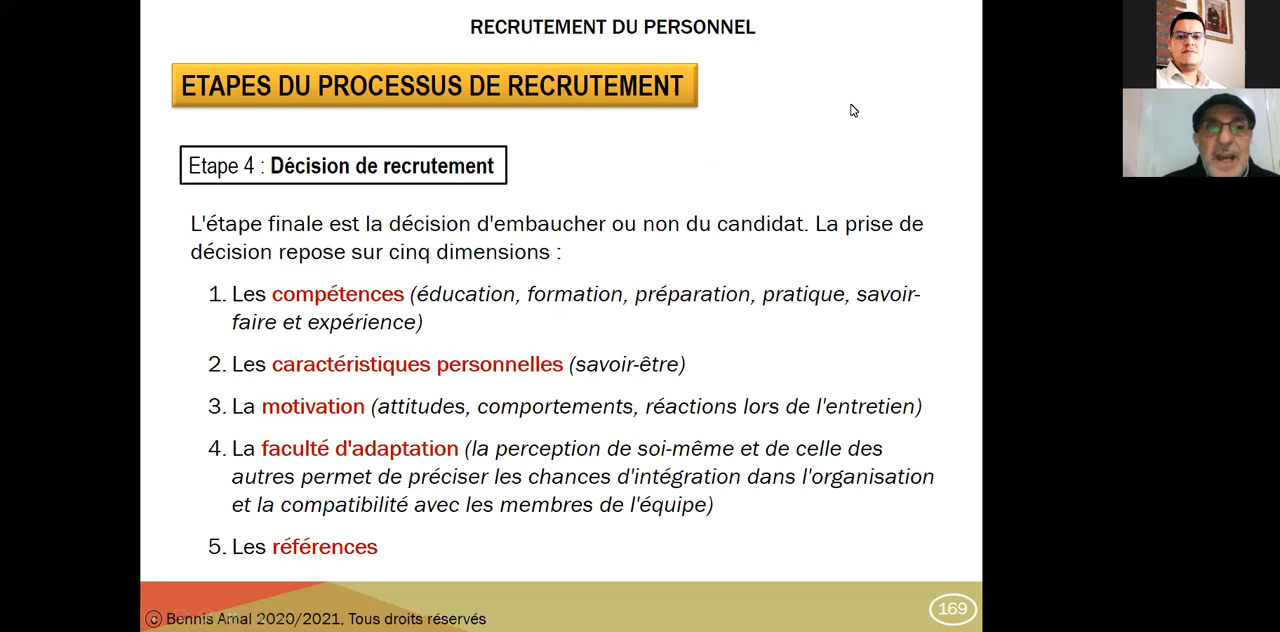 RECRUTEMENT DU PERSONNEL
ETAPES DU PROCESSUS DE RECRUTEMENT
Etape 4 : Décision de recrutement
L'étape finale est la décision d'embaucher ou non du candidat. La prise de
décision repose sur cinq dimensions :
1. Les compétences (éducation, formation, préparation, pratique, savoir-
faire et expérience)
2. Les caractéristiques personnelles (savoir-être)
3. La motivation (attitudes, comportements, réactions lors de l'entretien)
4. La faculté d'adaptation (la perception de soi-même et de celle des
autres permet de préciser les chances d'intégration dans l'organisation
et la compatibilité avec les membres de l'équipe)
5. Les références
© Bennis Amal 2020/2021, Tous droits réservés
169